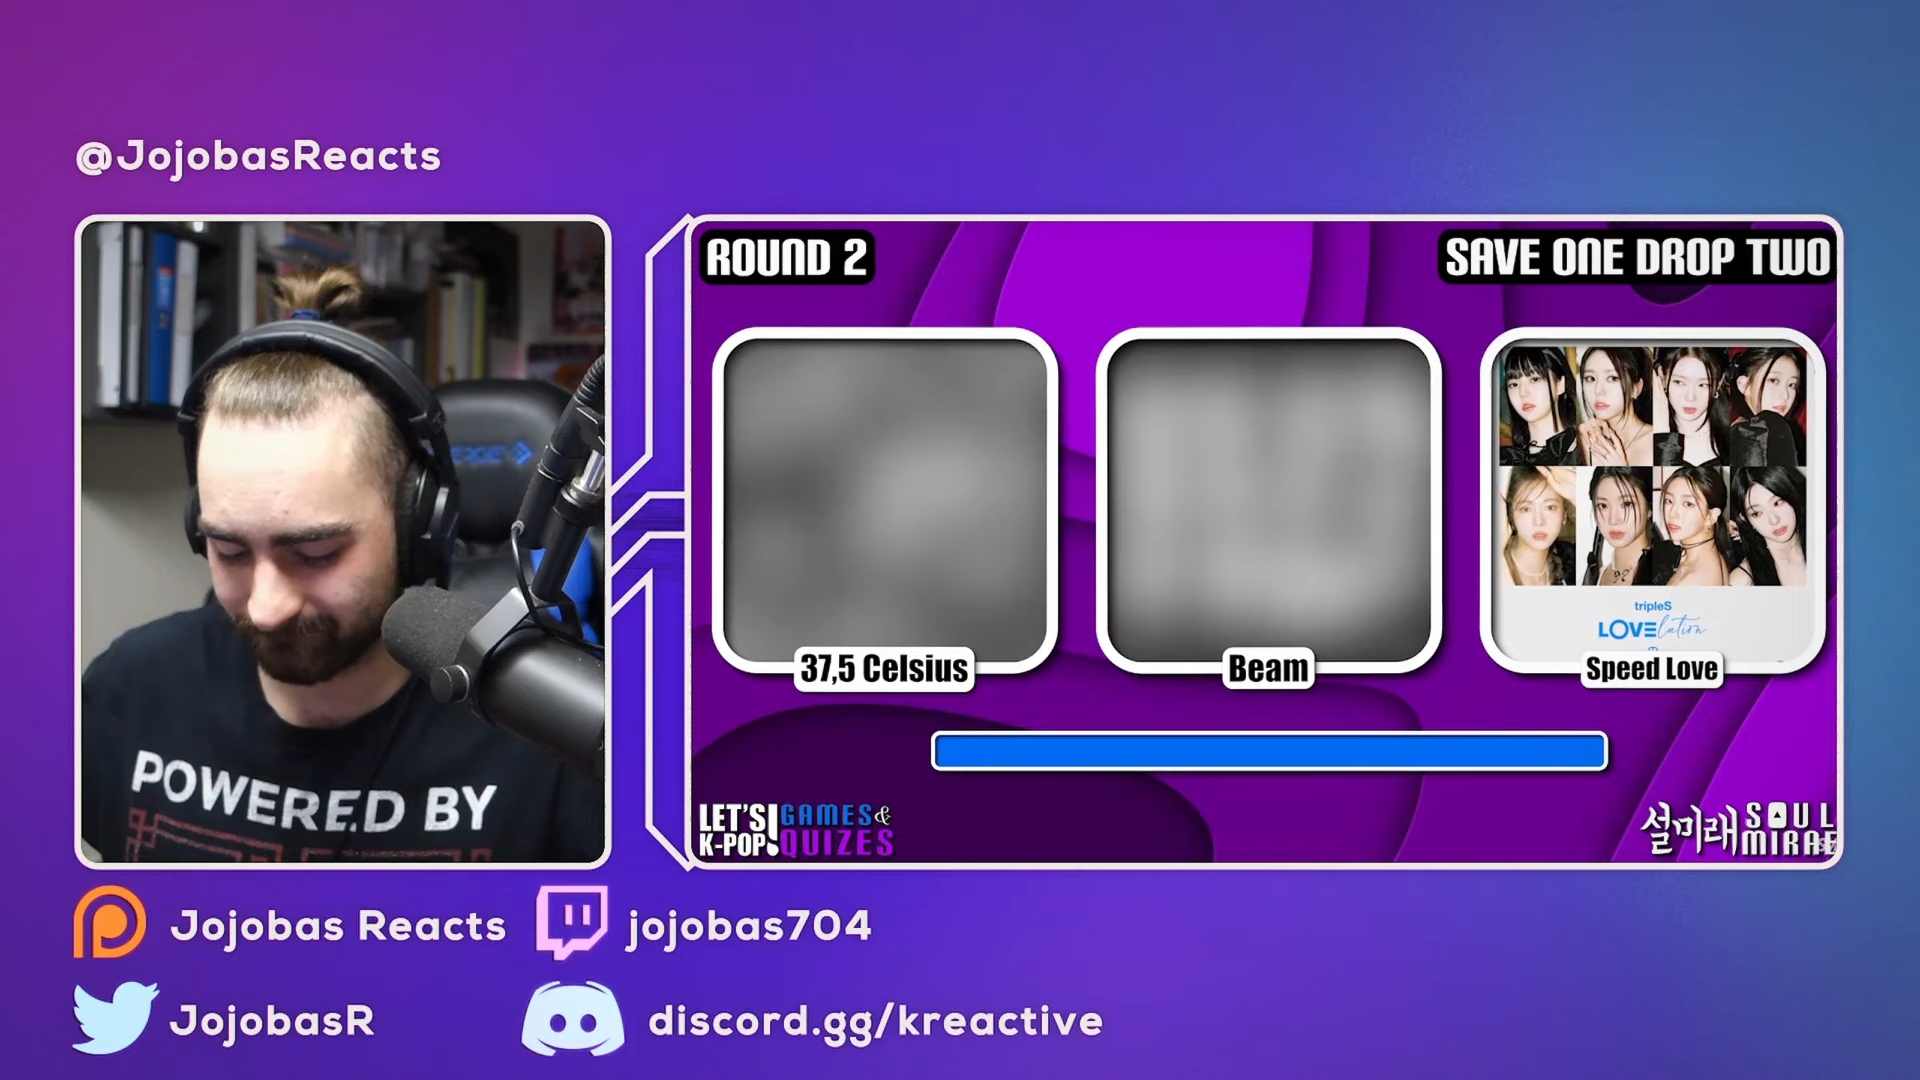 @JojobasReacts
ROUND 2
SAVE ONE DROP TWO
tripleS
LOVElution
37,5 Celsius
Beam
Speed Love
POWERED BY
LET'S K-POP!
GAMES & QUIZES
설미래 SOUL
MIRAE
Jojobas Reacts
jojobas704
JojobasR
discord.gg/kreactive